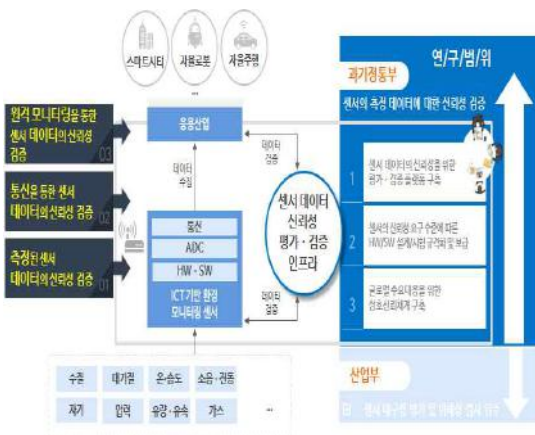 스마트시티
자율로봇
자율주행
...
연/구/범/위
과기정통부
센서의 측정 데이터에 대한 신뢰성 검증
원격 모니터링을 통한
센서 데이터의 신뢰성
검증
03
통신을 통한 센서
데이터의 신뢰성 검증
02
측정된 센서
데이터의 신뢰성 검증
01
응용산업
데이터
수집
데이터
검증
통신
ADC
HW·SW
ICT기반 환경
모니터링 센서
센서 데이터
신뢰성
평가·검증
인프라
데이터
검증
1
센서 데이터의 신뢰성을 위한
평가·검증 플랫폼 구축
2
센서의 신뢰성 요구 수준에 따른
HW/SW 설계/시험 규격화 및 보급
3
글로벌 수요대응을 위한
상호신뢰체계 구축
수질
대기질
온·습도
소음·진동
자기
압력
유량·유속
가스
...
산업부
센서 내구성 평가 및